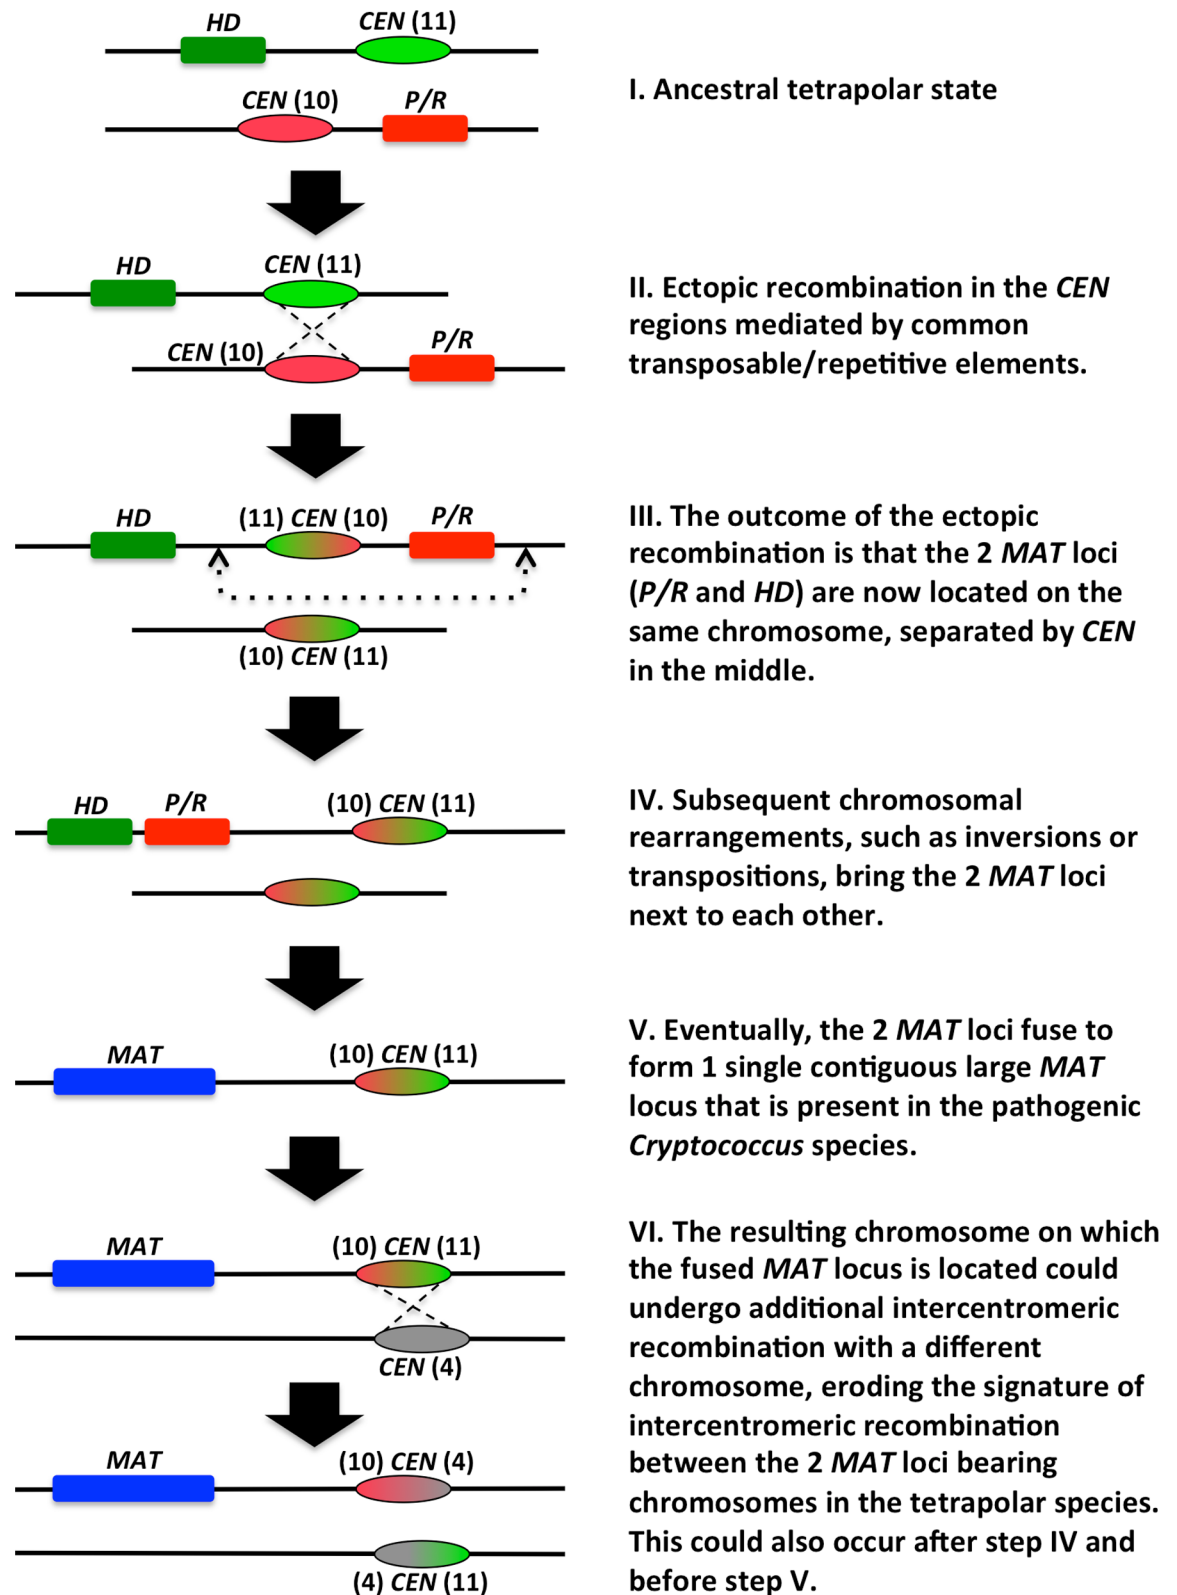 HD
CEN (11)
CEN (10)
P/R
I. Ancestral tetrapolar state
HD
CEN (11)
CEN (10)
P/R
II. Ectopic recombination in the CEN
regions mediated by common
transposable/repetitive elements.
HD
(11) CEN (10)
P/R
(10) CEN (11)
III. The outcome of the ectopic
recombination is that the 2 MAT loci
(P/R and HD) are now located on the
same chromosome, separated by CEN
in the middle.
HD
P/R
(10) CEN (11)
IV. Subsequent chromosomal
rearrangements, such as inversions or
transpositions, bring the 2 MAT loci
next to each other.
MAT
(10) CEN (11)
V. Eventually, the 2 MAT loci fuse to
form 1 single contiguous large MAT
locus that is present in the pathogenic
Cryptococcus species.
MAT
(10) CEN (11)
CEN (4)
MAT
(10) CEN (4)
(4) CEN (11)
VI. The resulting chromosome on which
the fused MAT locus is located could
undergo additional intercentromeric
recombination with a different
chromosome, eroding the signature of
intercentromeric recombination
between the 2 MAT loci bearing
chromosomes in the tetrapolar species.
This could also occur after step IV and
before step V.